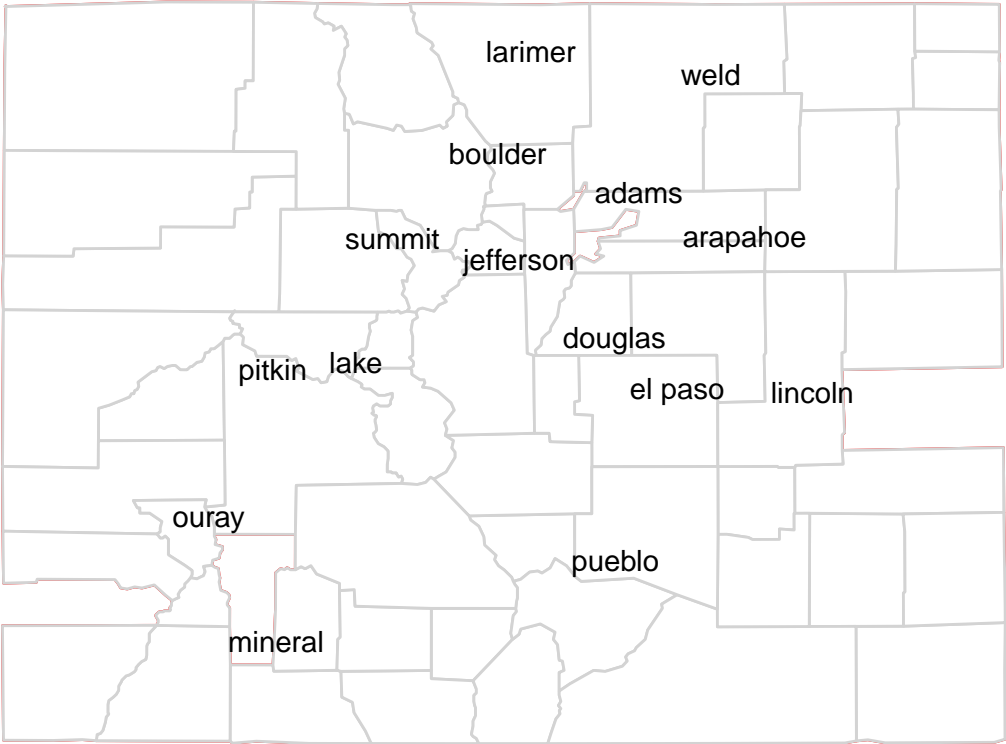 larimer
weld
boulder
adams
summit
arapahoe
jefferson
douglas
pitkin
lake
el paso
lincoln
ouray
pueblo
mineral